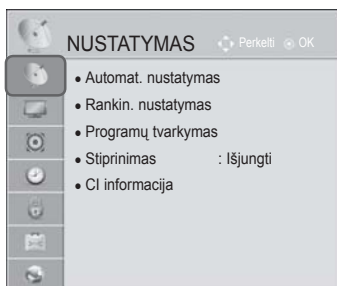 NUSTATYMAS Perkelti OK
• Automat. nustatymas
• Rankin. nustatymas
• Programų tvarkymas
• Stiprinimas : Išjungti
• CI informacija